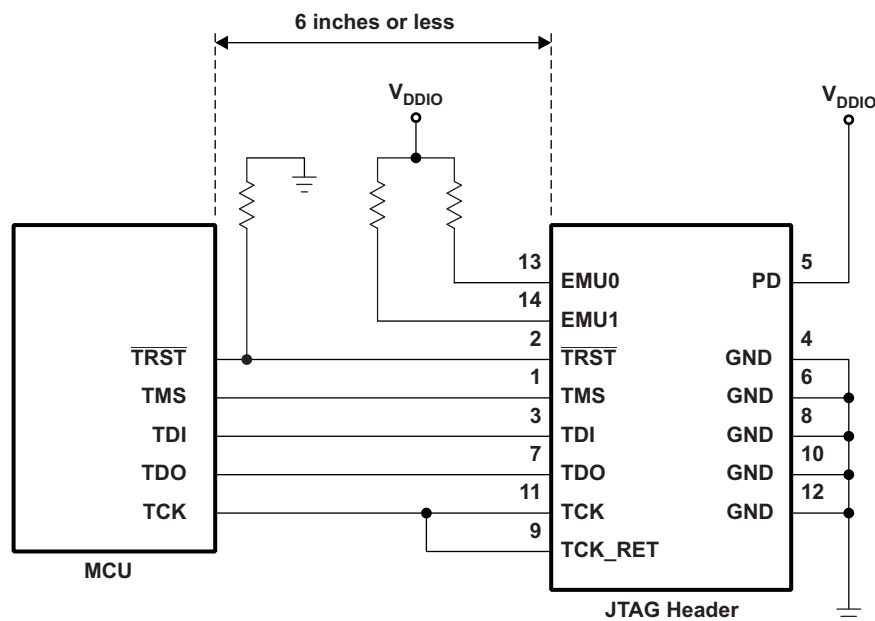 6 inches or less
VDDIO
VDDIO
13
EMU0
PD
5
14
EMU1
TRST
2
TRST
GND
4
TMS
1
TMS
GND
6
TDI
3
TDI
GND
8
TDO
7
TDO
GND
10
TCK
11
TCK
GND
12
9
TCK_RET
MCU
JTAG Header